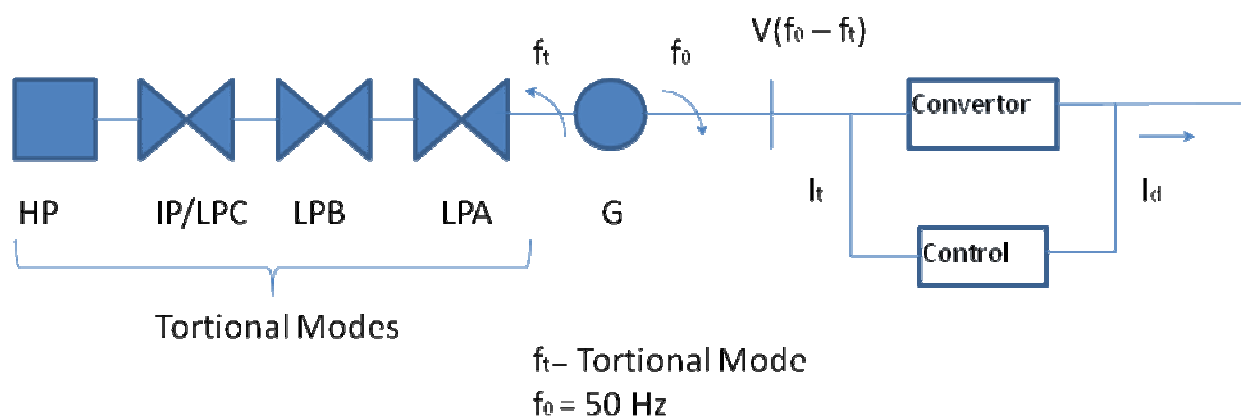 V(f₀ – fₜ)
fₜ
f₀
Convertor
Iₜ
I_d
HP
IP/LPC
LPB
LPA
G
Control
Tortional Modes
fₜ – Tortional Mode
f₀ = 50 Hz